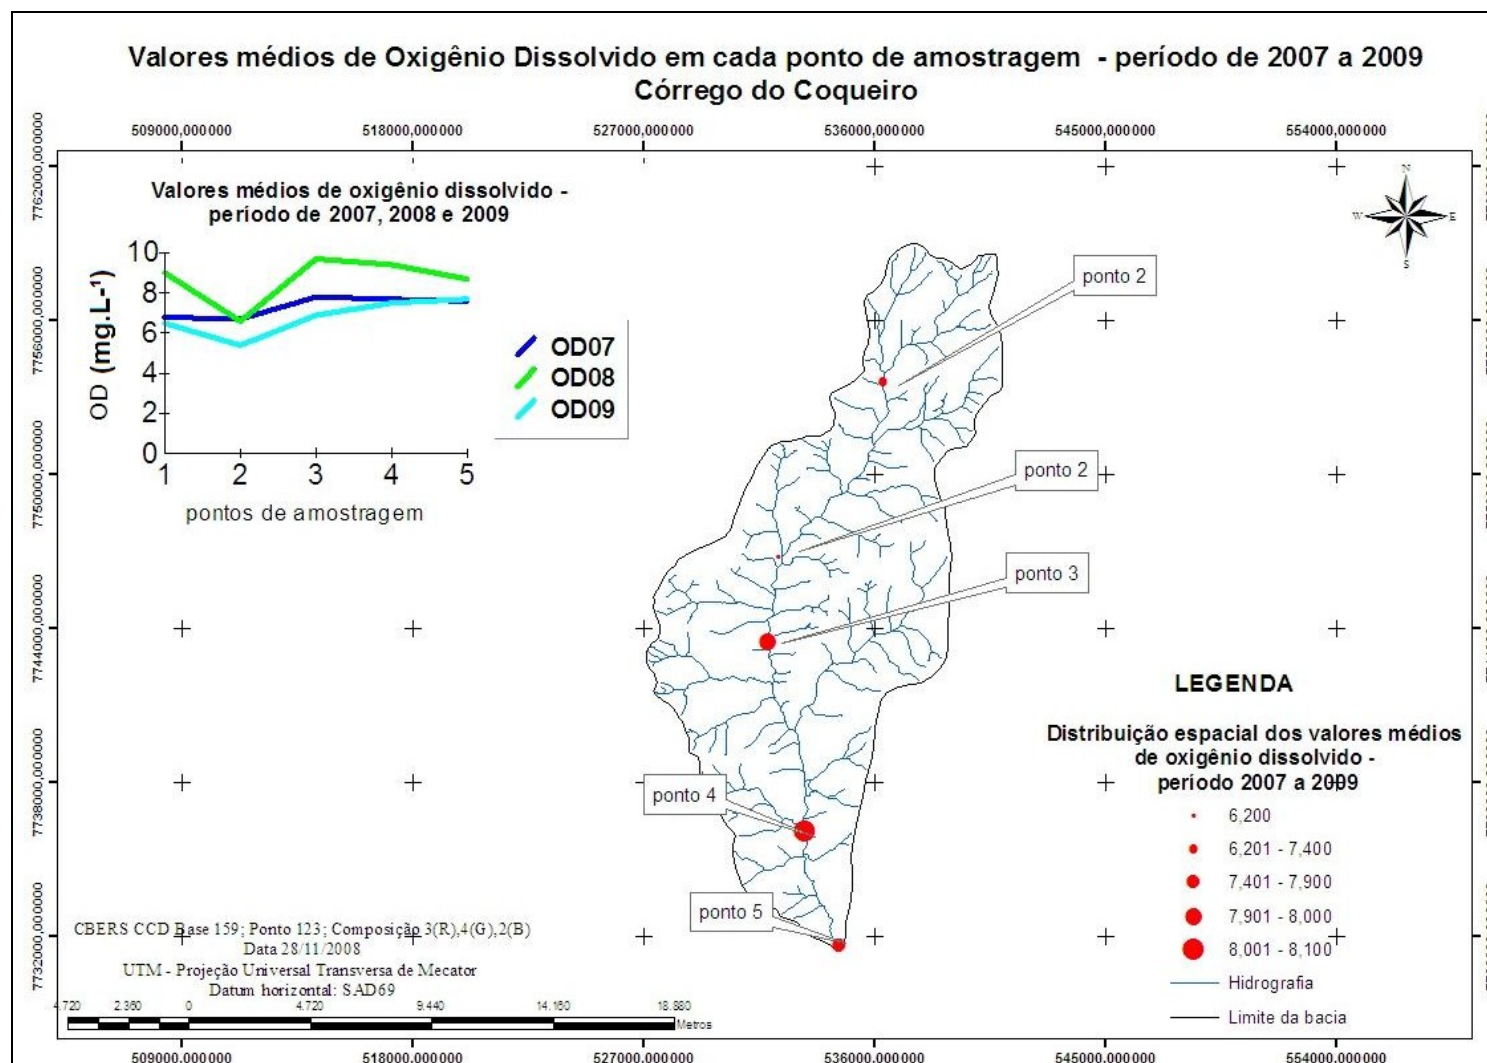 Valores médios de Oxigênio Dissolvido em cada ponto de amostragem - período de 2007 a 2009
Córrego do Coqueiro
509000,000000 518000,000000 527000,000000 536000,000000 545000,000000 554000,000000
7762000,000000
7756000,000000
7750000,000000
7744000,000000
7738000,000000
7732000,000000
Valores médios de oxigênio dissolvido -
período de 2007, 2008 e 2009
OD (mg.L-¹)
10
8
6
4
2
0
1 2 3 4 5
pontos de amostragem
OD07
OD08
OD09
N
W E
S
ponto 2
ponto 2
ponto 3
ponto 4
ponto 5
LEGENDA
Distribuição espacial dos valores médios
de oxigênio dissolvido -
período 2007 a 2009
6,200
6,201 - 7,400
7,401 - 7,900
7,901 - 8,000
8,001 - 8,100
Hidrografia
Limite da bacia
CBERS CCD Base 159; Ponto 123; Composição 3(R),4(G),2(B)
Data 28/11/2008
UTM - Projeção Universal Transversa de Mecator
Datum horizontal: SAD69
4.720 2.360 0 4.720 9.440 14.160 18.880
Metros
509000,000000 518000,000000 527000,000000 536000,000000 545000,000000 554000,000000